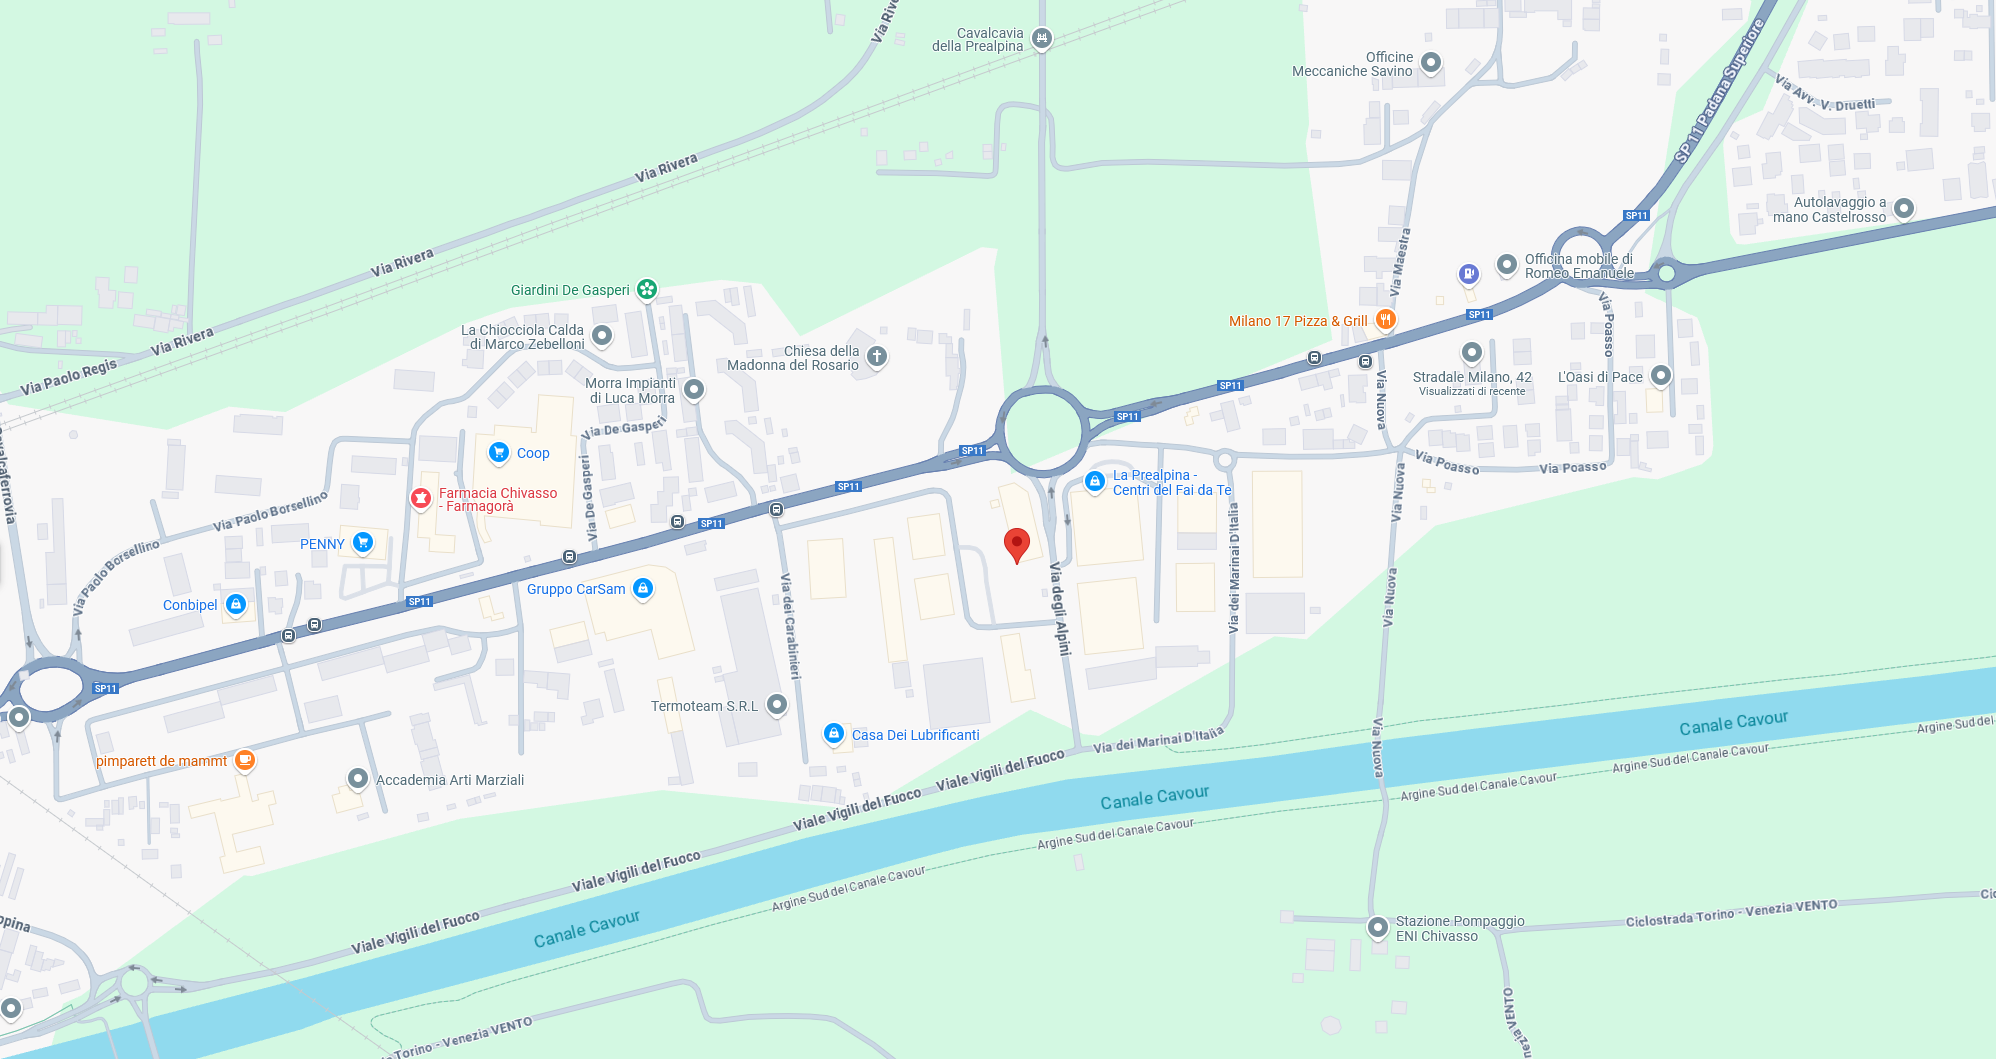 Via Rivera
Cavalcavia
della Prealpina
Officine
Meccaniche Savino
SP 11 Padana Superiore
Via Avv. V. Druetti
Via Rivera
Autolavaggio a
mano Castelrosso
SP11
Via Rivera
Via Maestra
Officina mobile di
Romeo Emanuele
Giardini De Gasperi
Via Rivera
La Chiocciola Calda
di Marco Zebelloni
Milano 17 Pizza & Grill
SP11
Via Poasso
Chiesa della
Madonna del Rosario
Via Paolo Regis
Morra Impianti
di Luca Morra
SP11
Via Nuova
Stradale Milano, 42
Visualizzati di recente
L'Oasi di Pace
SP11
Via De Gasperi
Coop
SP11
Via Poasso
Via Poasso
La Prealpina -
Centri del Fai da Te
Via Nuova
Via De Gasperi
SP11
Farmacia Chivasso
- Farmagorà
Via Paolo Borsellino
SP11
PENNY
Via Paolo Borsellino
Via dei Marinai D'Italia
Conbipel
SP11
Gruppo CarSam
Via dei Carabinieri
Via degli Alpini
Via Nuova
SP11
Termoteam S.R.L
Casa Dei Lubrificanti
Via dei Marinai D'Italia
Via Nuova
Canale Cavour
Argine Sud del
pimparett de mammt
Accademia Arti Marziali
Viale Vigili del Fuoco
Argine Sud del Canale Cavour
Argine Sud del Canale Cavour
Canale Cavour
Viale Vigili del Fuoco
Argine Sud del Canale Cavour
Viale Vigili del Fuoco
Argine Sud del Canale Cavour
Viale Vigili del Fuoco
Canale Cavour
Stazione Pompaggio
ENI Chivasso
Ciclostrada Torino - Venezia VENTO
Torino - Venezia VENTO
nezia VENTO